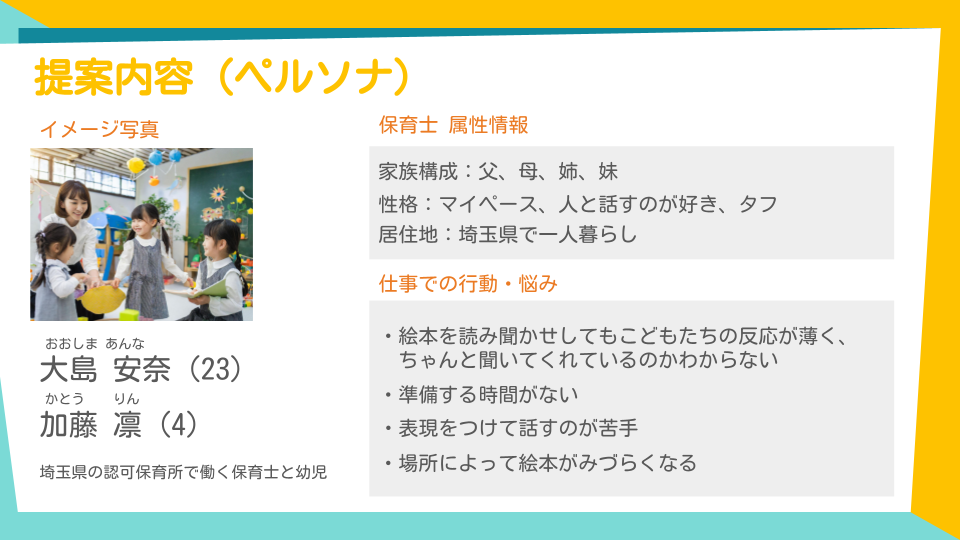 提案内容（ペルソナ）
イメージ写真
おおしま あんな
大島 安奈（23）
かとう りん
加藤 凛（4）
埼玉県の認可保育所で働く保育士と幼児
保育士 属性情報
家族構成：父、母、姉、妹
性格：マイペース、人と話すのが好き、タフ
居住地：埼玉県で一人暮らし
仕事での行動・悩み
・絵本を読み聞かせしてもこどもたちの反応が薄く、
ちゃんと聞いてくれているのかわからない
・準備する時間がない
・表現をつけて話すのが苦手
・場所によって絵本がみづらくなる